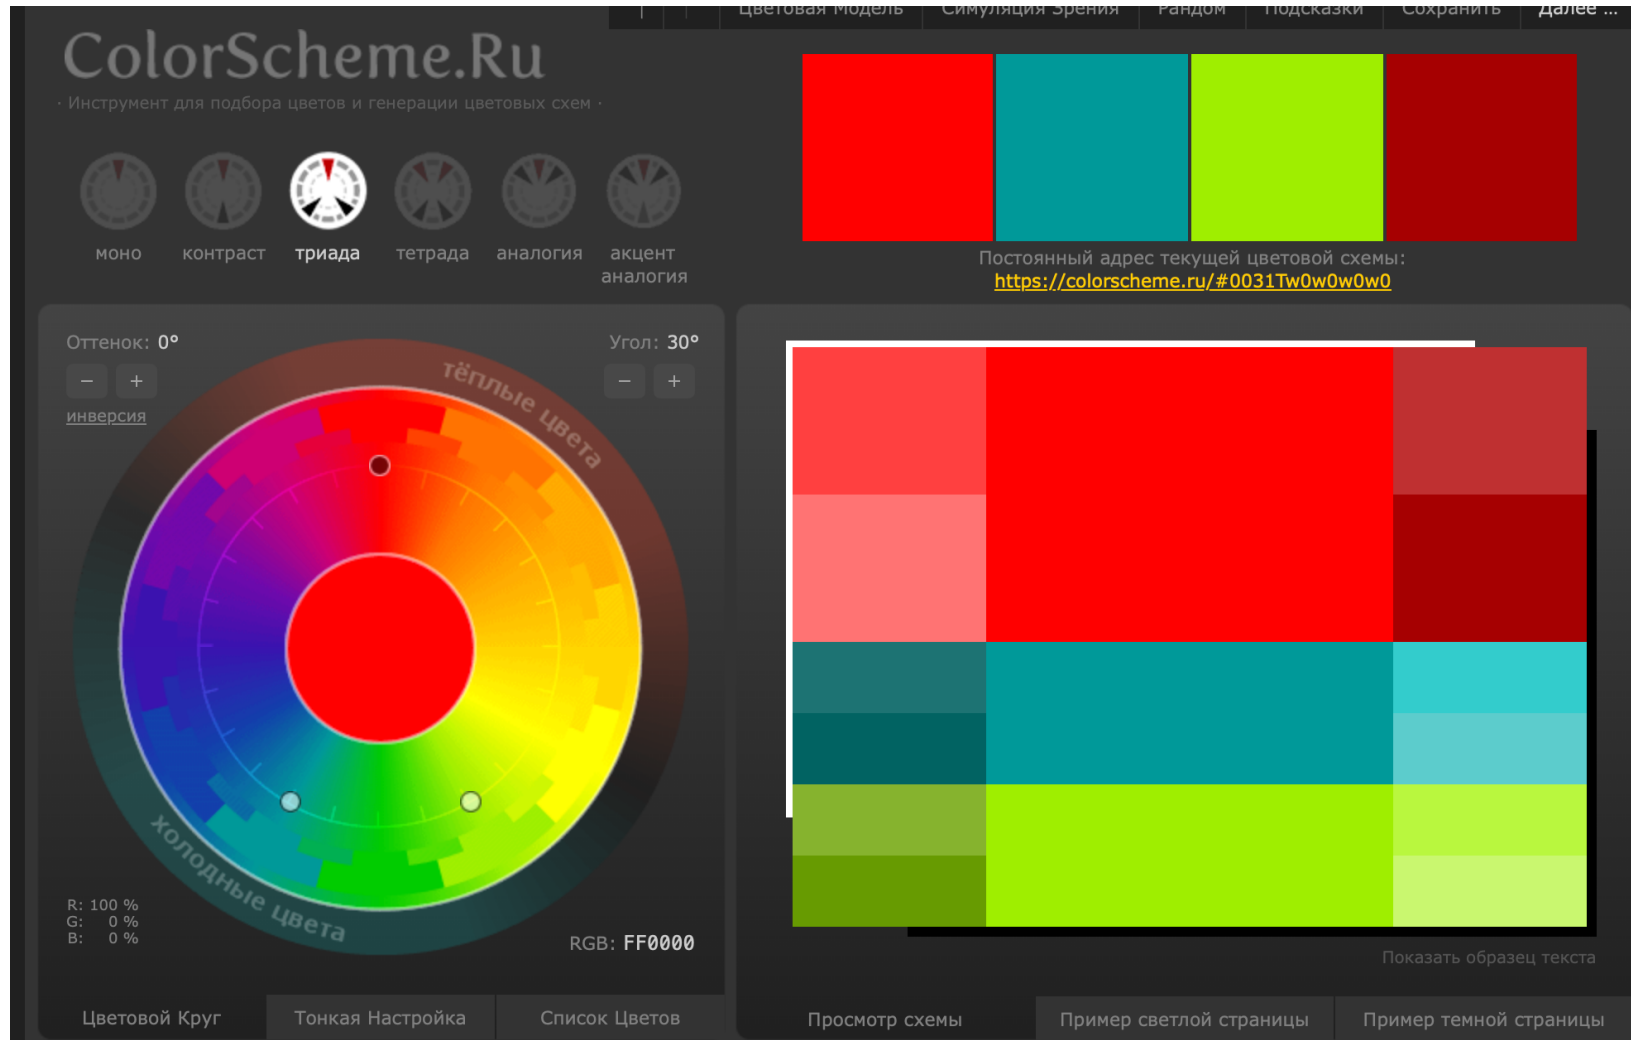 Цветовая Модель
Симуляция Зрения
Рандом
Подсказки
Сохранить
Далее ...
ColorScheme.Ru
· Инструмент для подбора цветов и генерации цветовых схем ·
моно
контраст
триада
тетрада
аналогия
акцент
аналогия
Постоянный адрес текущей цветовой схемы:
https://colorscheme.ru/#0031Tw0w0w0w0
Оттенок: 0°
Угол: 30°
− +
− +
инверсия
тёплые цвета
холодные цвета
R: 100 %
G: 0 %
B: 0 %
RGB: FF0000
Показать образец текста
Цветовой Круг
Тонкая Настройка
Список Цветов
Просмотр схемы
Пример светлой страницы
Пример темной страницы